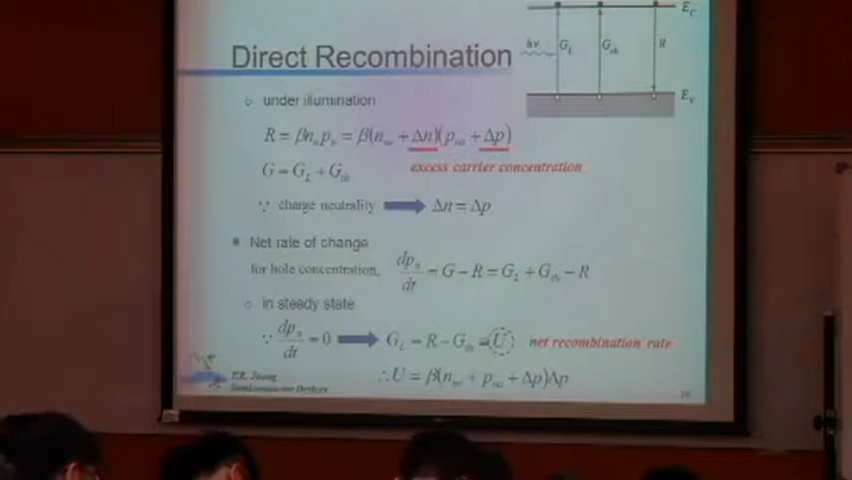 E_C
hν G_L G_th R
Direct Recombination
E_V
under illumination
R = βn_n p_n = β(n_no + Δn)(p_no + Δp)
G = G_L + G_th
excess carrier concentration
∵ charge neutrality Δn = Δp
Net rate of change
for hole concentration, dp_n/dt = G − R = G_L + G_th − R
in steady state
∵ dp_n/dt = 0 G_L = R − G_th = U net recombination rate
∴ U = β(n_no + p_no + Δp)Δp
Semiconductor